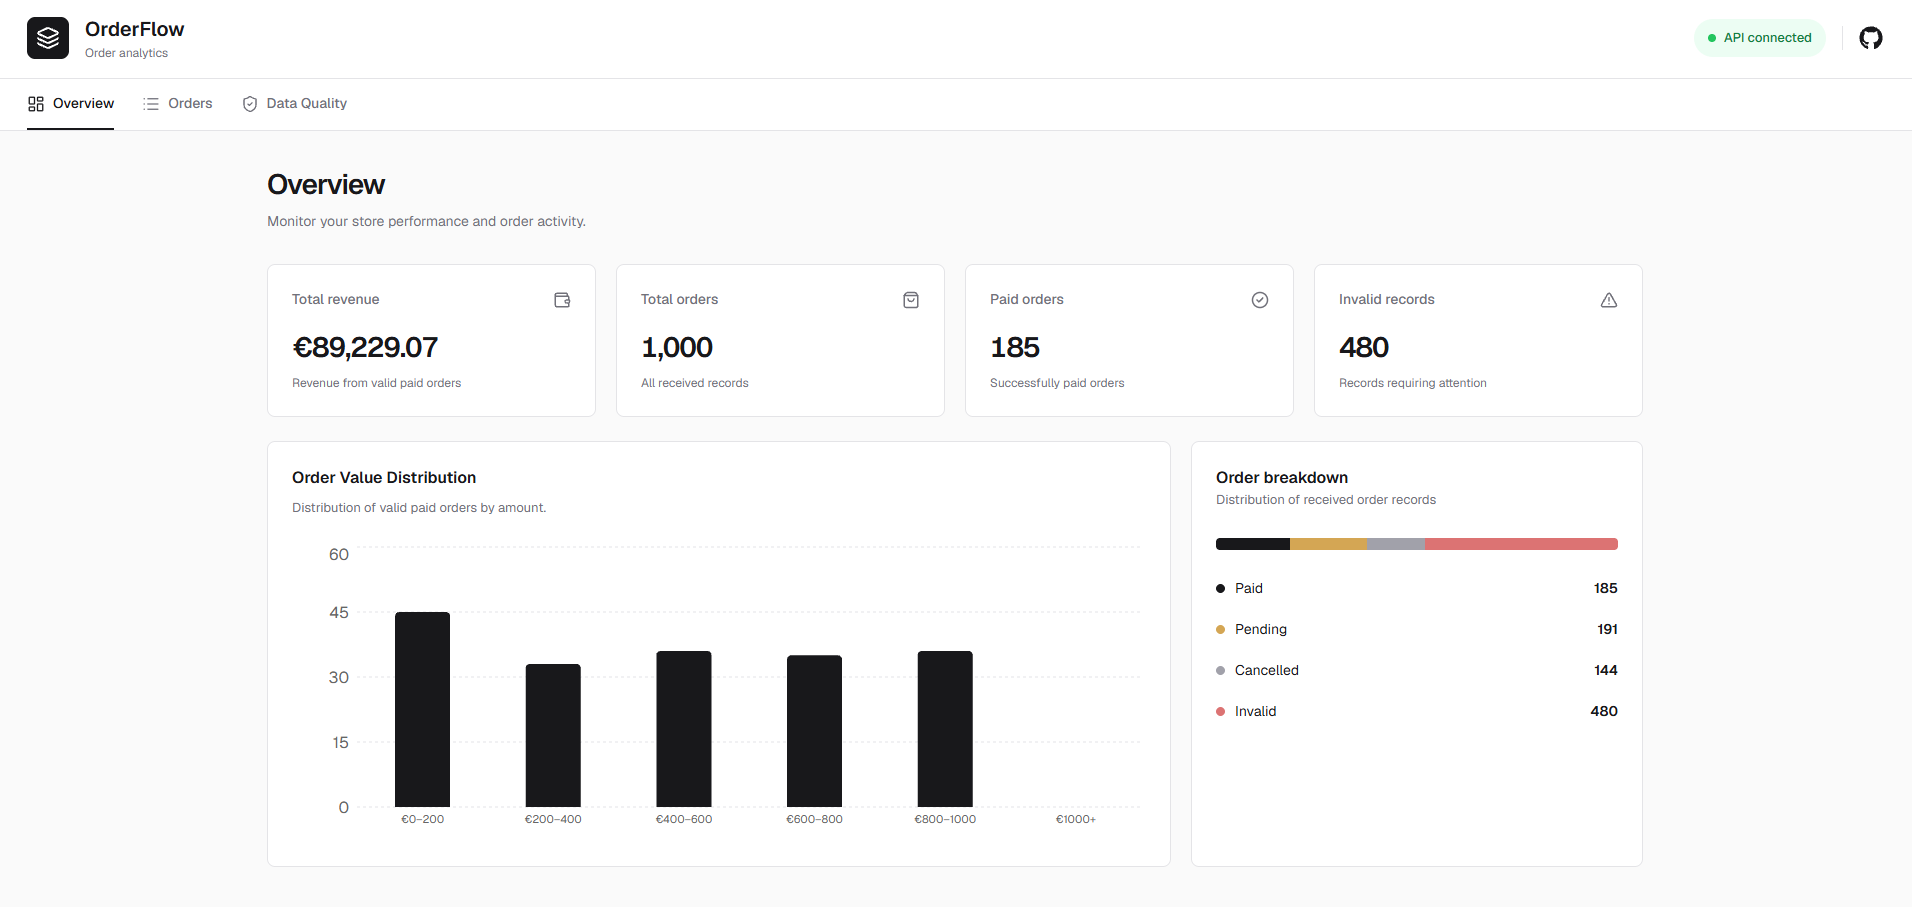 OrderFlow
Order analytics
API connected
Overview
Orders
Data Quality
Overview
Monitor your store performance and order activity.
Total revenue
€89,229.07
Revenue from valid paid orders
Total orders
1,000
All received records
Paid orders
185
Successfully paid orders
Invalid records
480
Records requiring attention
Order Value Distribution
Distribution of valid paid orders by amount.
60
45
30
15
0
€0–200
€200–400
€400–600
€600–800
€800–1000
€1000+
Order breakdown
Distribution of received order records
Paid 185
Pending 191
Cancelled 144
Invalid 480